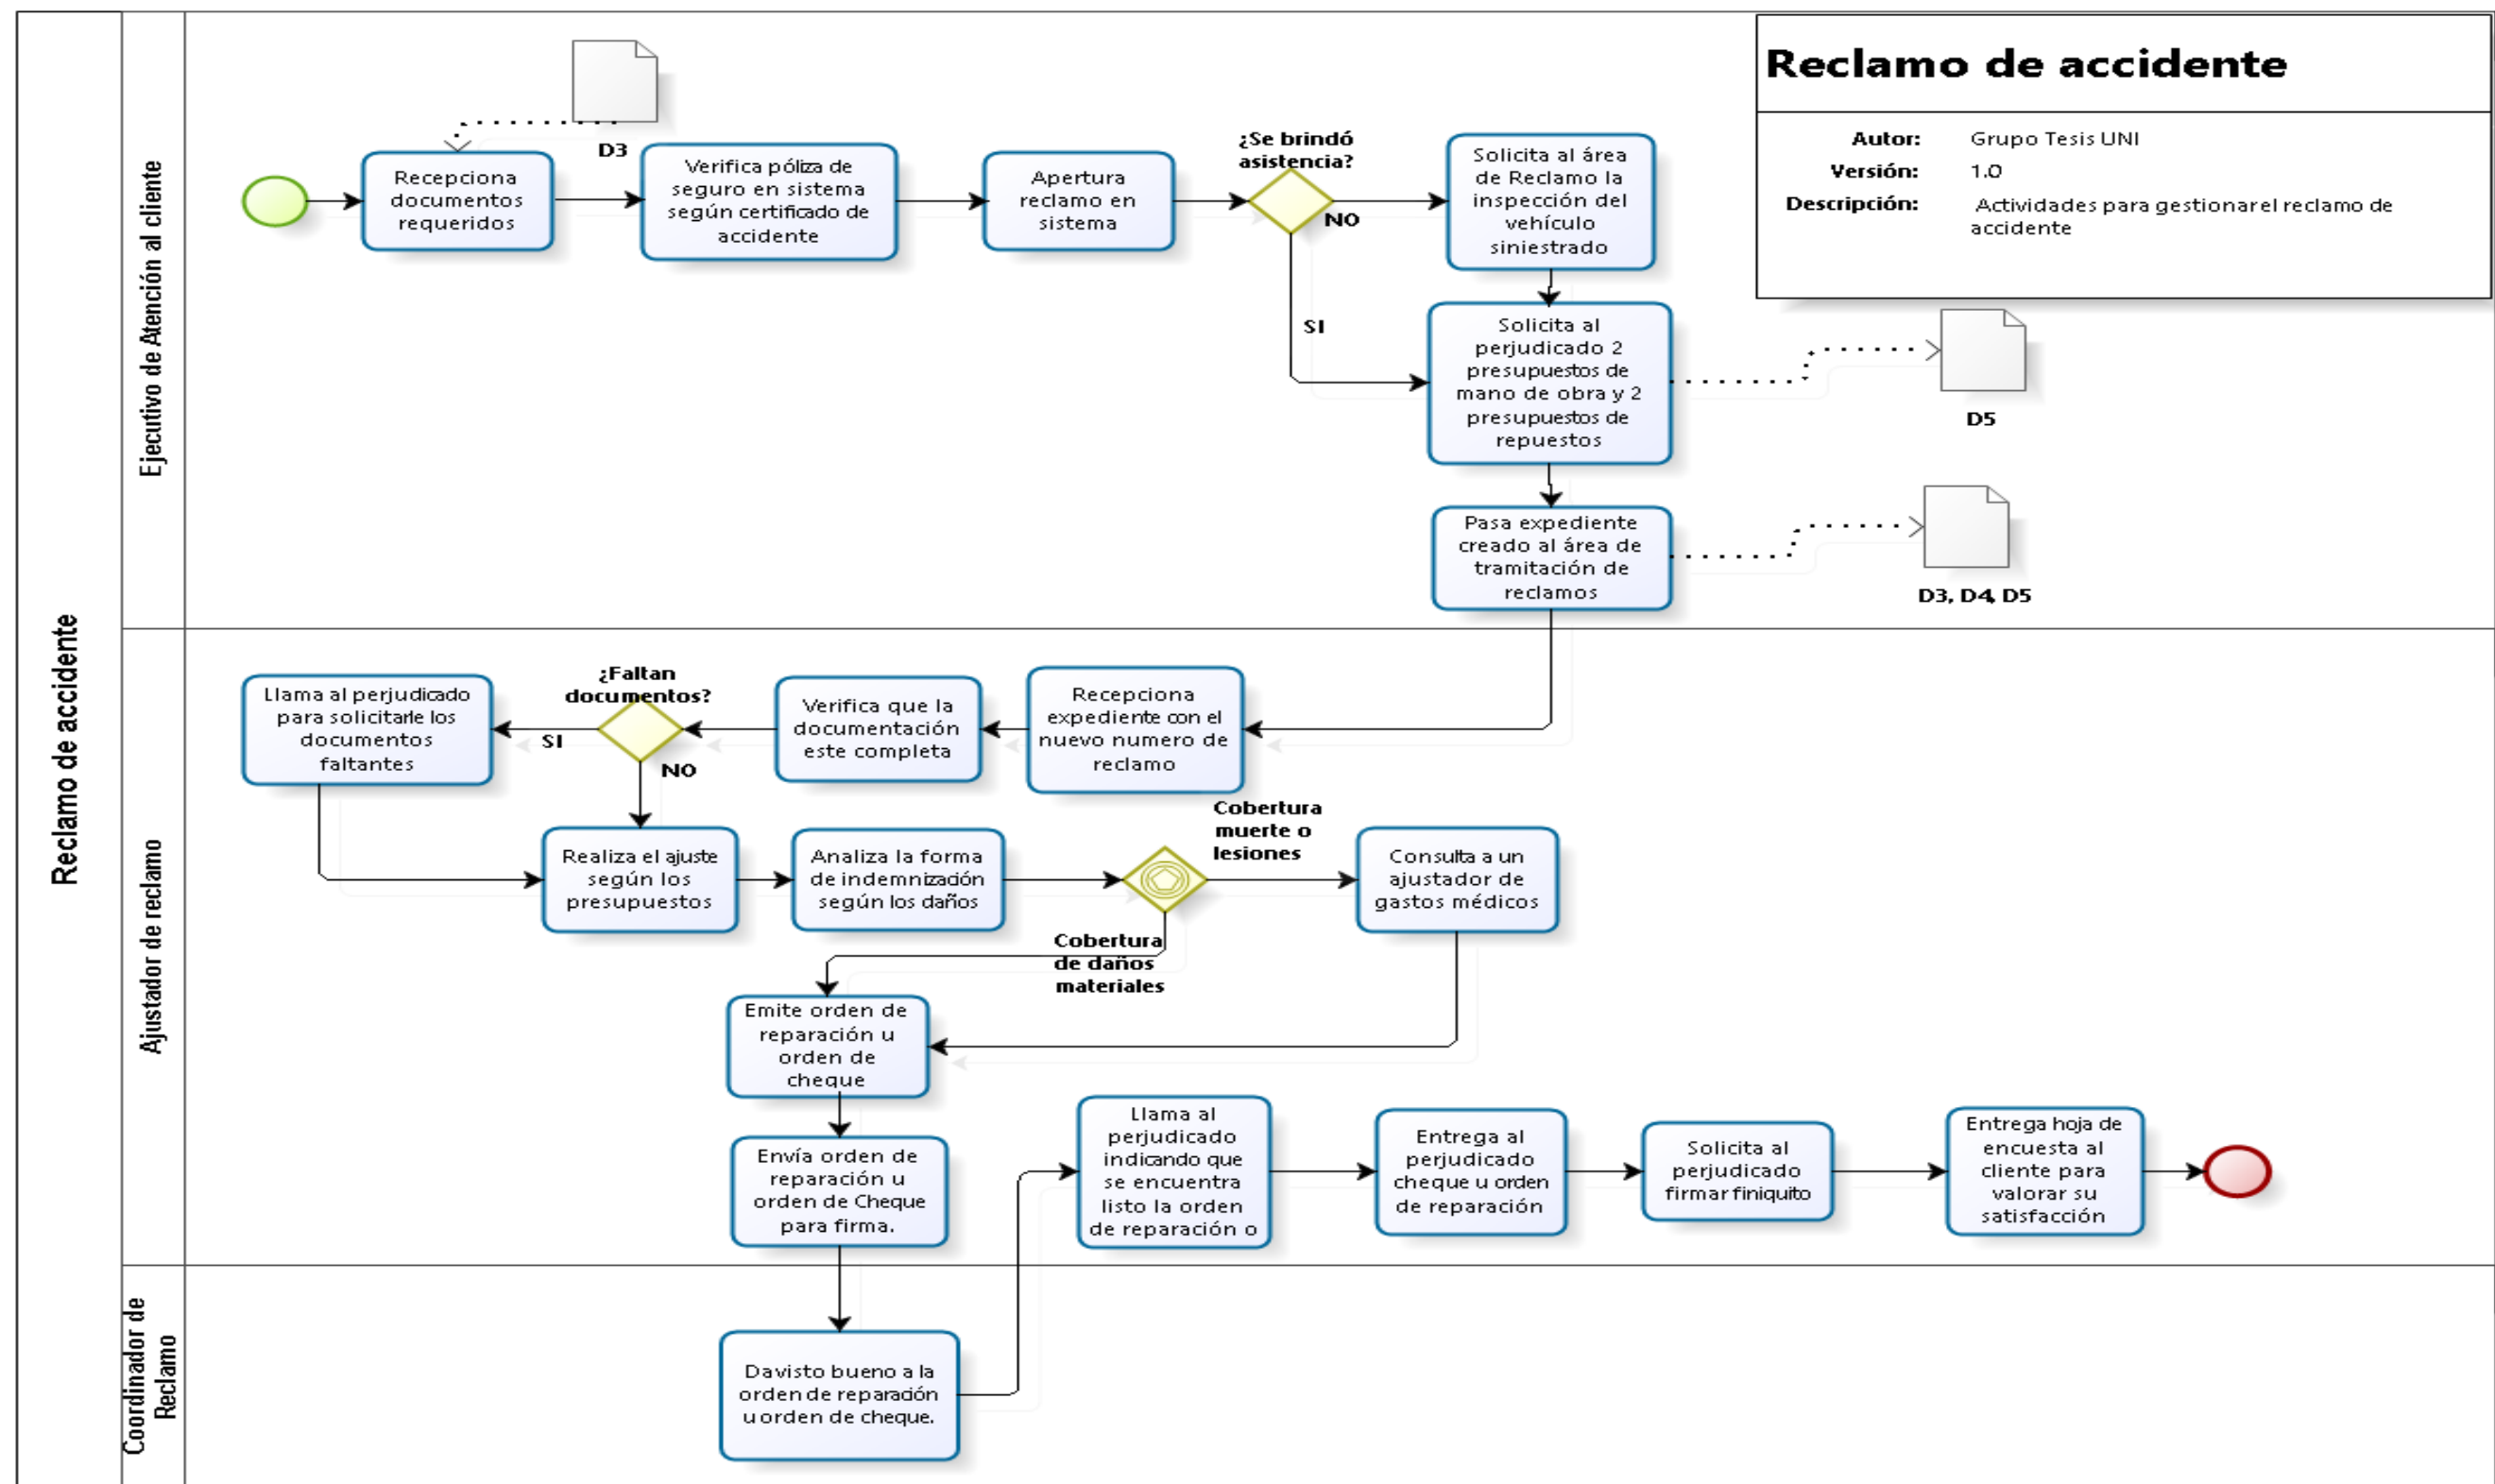 Reclamo de accidente
Autor: Grupo Tesis UNI
Versión: 1.0
Descripción: Actividades para gestionar el reclamo de
accidente
Reclamo de accidente
Ejecutivo de Atención al cliente
D3
Recepciona
documentos
requeridos
Verifica póliza de
seguro en sistema
según certificado de
accidente
Apertura
reclamo en
sistema
¿Se brindó
asistencia?
NO
SI
Solicita al área
de Reclamo la
inspección del
vehículo
siniestrado
Solicita al
perjudicado 2
presupuestos de
mano de obra y 2
presupuestos de
repuestos
D5
Pasa expediente
creado al área de
tramitación de
reclamos
D3, D4, D5
Ajustador de reclamo
Recepciona
expediente con el
nuevo numero de
reclamo
Verifica que la
documentación
este completa
¿Faltan
documentos?
SI
NO
Llama al perjudicado
para solicitarle los
documentos
faltantes
Realiza el ajuste
según los
presupuestos
Analiza la forma
de indemnización
según los daños
Cobertura
muerte o
lesiones
Consulta a un
ajustador de
gastos médicos
Cobertura
de daños
materiales
Emite orden de
reparación u
orden de
cheque
Envía orden de
reparación u
orden de Cheque
para firma.
Llama al
perjudicado
indicando que
se encuentra
listo la orden
de reparación o
Entrega al
perjudicado
cheque u orden
de reparación
Solicita al
perjudicado
firmar finiquito
Entrega hoja de
encuesta al
cliente para
valorar su
satisfacción
Coordinador de
Reclamo
Da visto bueno a la
orden de reparación
u orden de cheque.